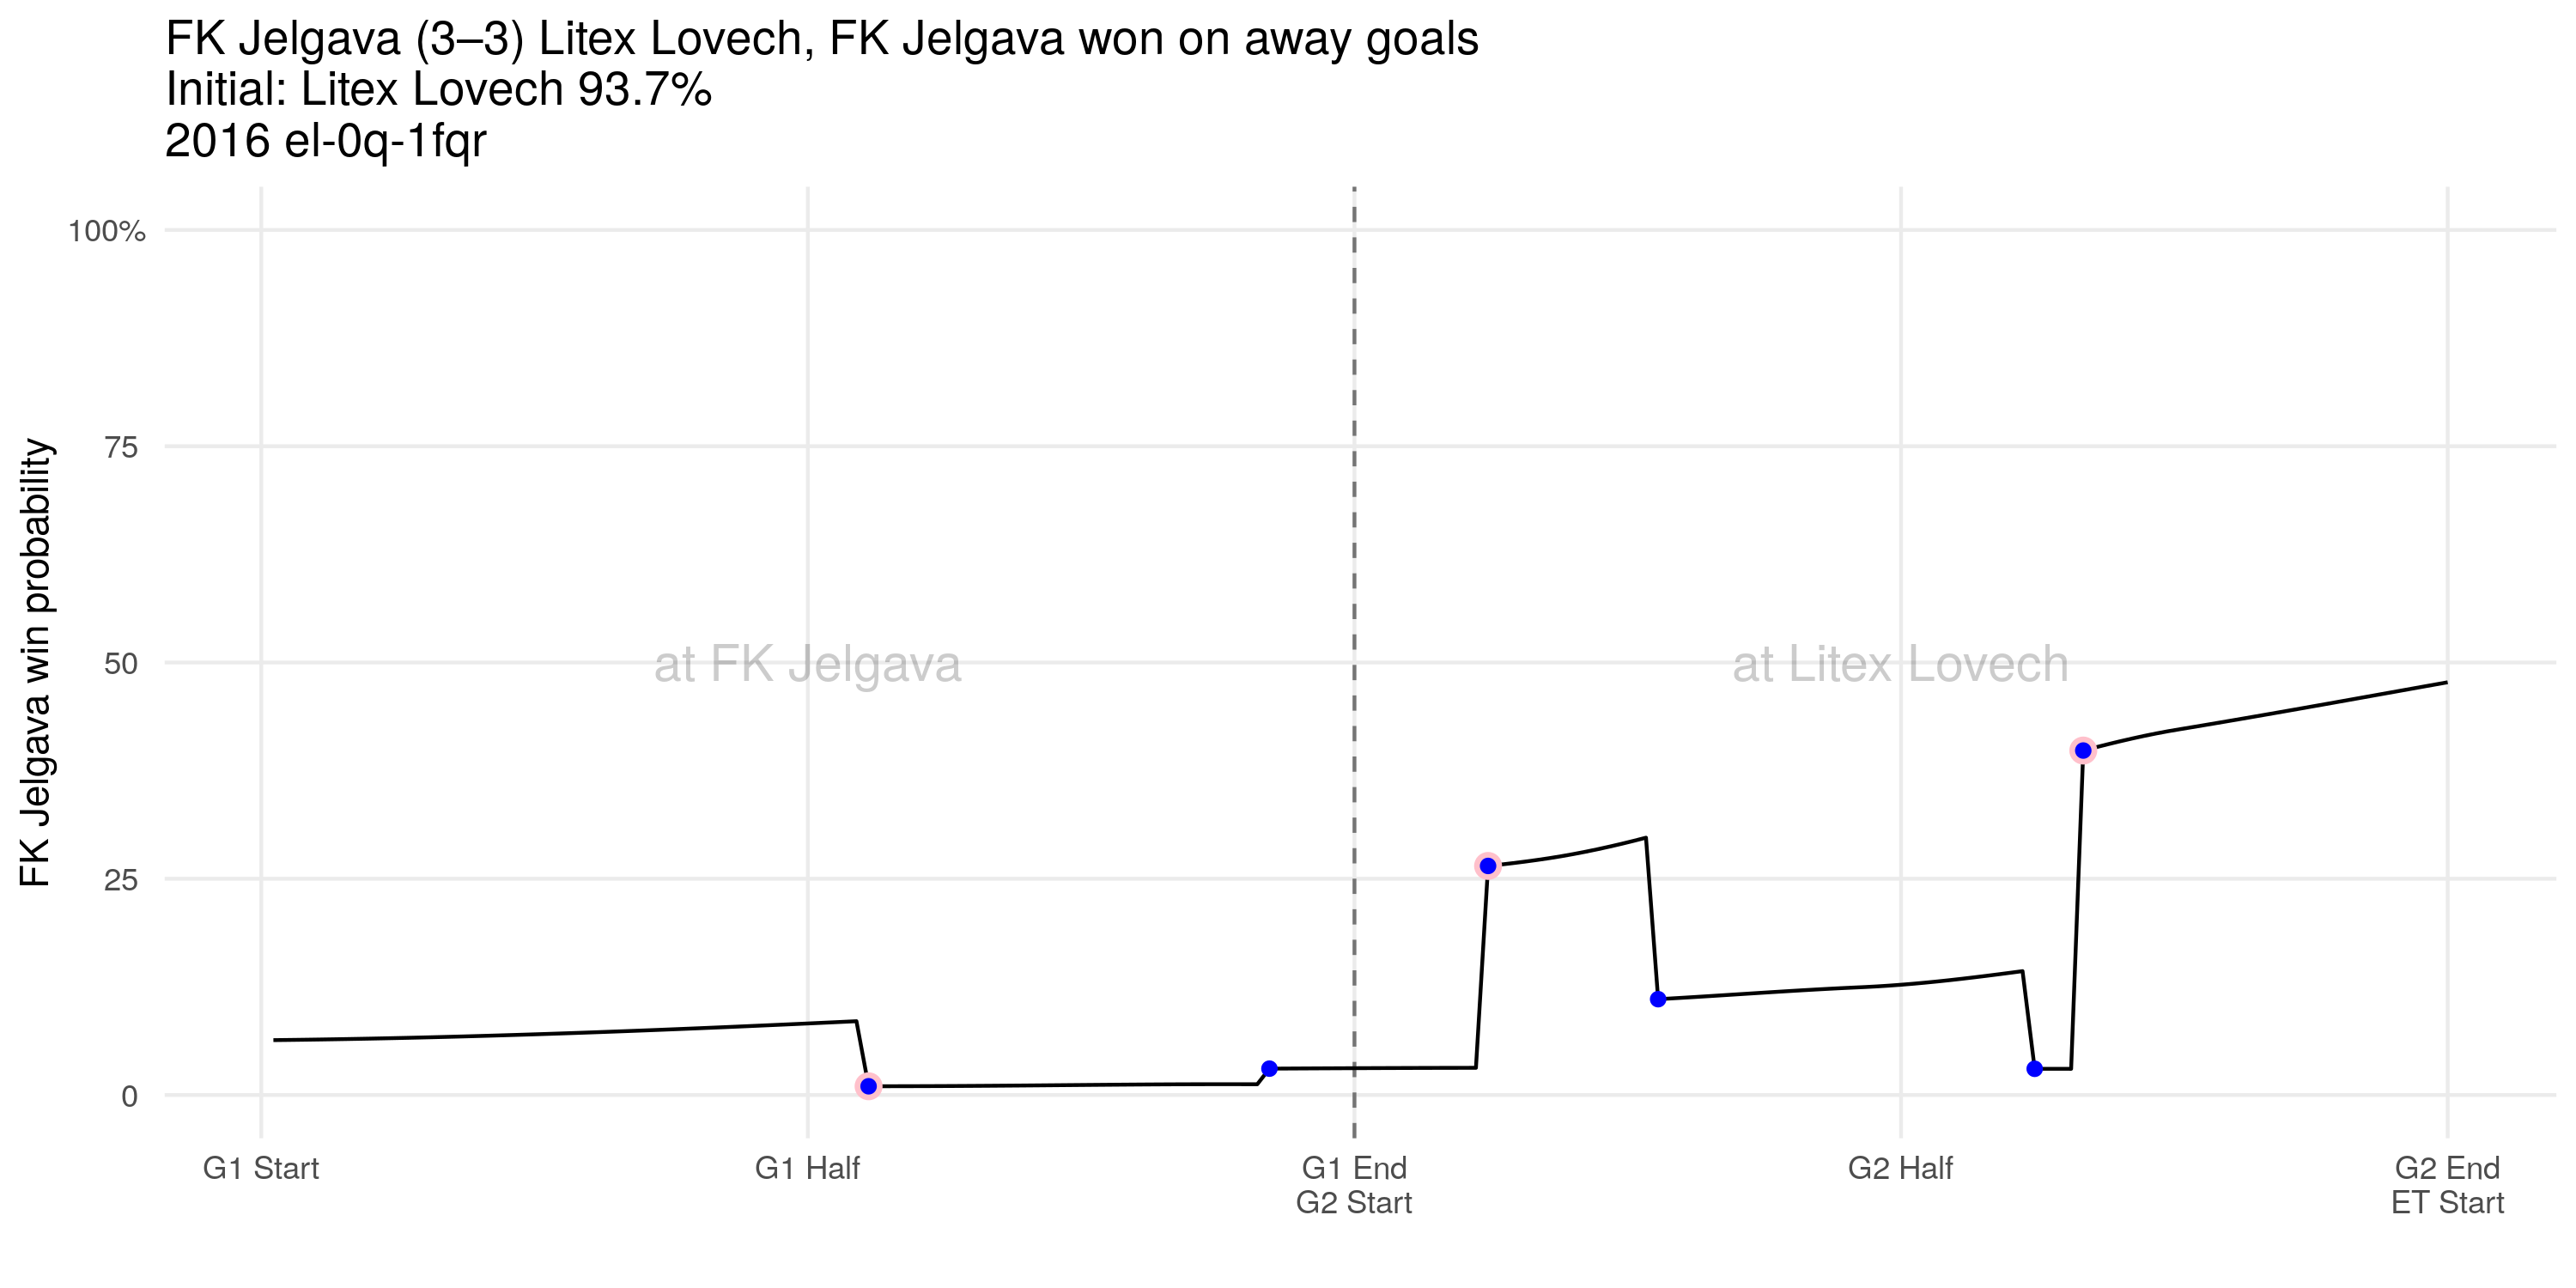 FK Jelgava (3–3) Litex Lovech, FK Jelgava won on away goals
Initial: Litex Lovech 93.7%
2016 el-0q-1fqr
FK Jelgava win probability
100%
75
50
25
0
at FK Jelgava
at Litex Lovech
G1 Start
G1 Half
G1 End
G2 Start
G2 Half
G2 End
ET Start